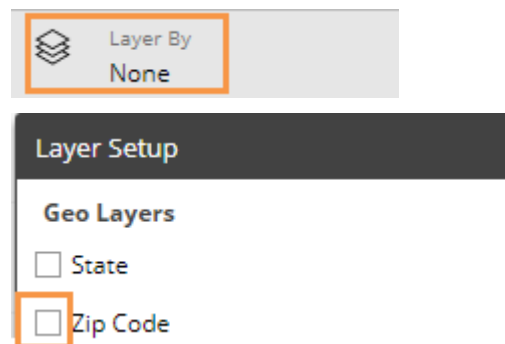 Layer By
None
Layer Setup
Geo Layers
State
Zip Code